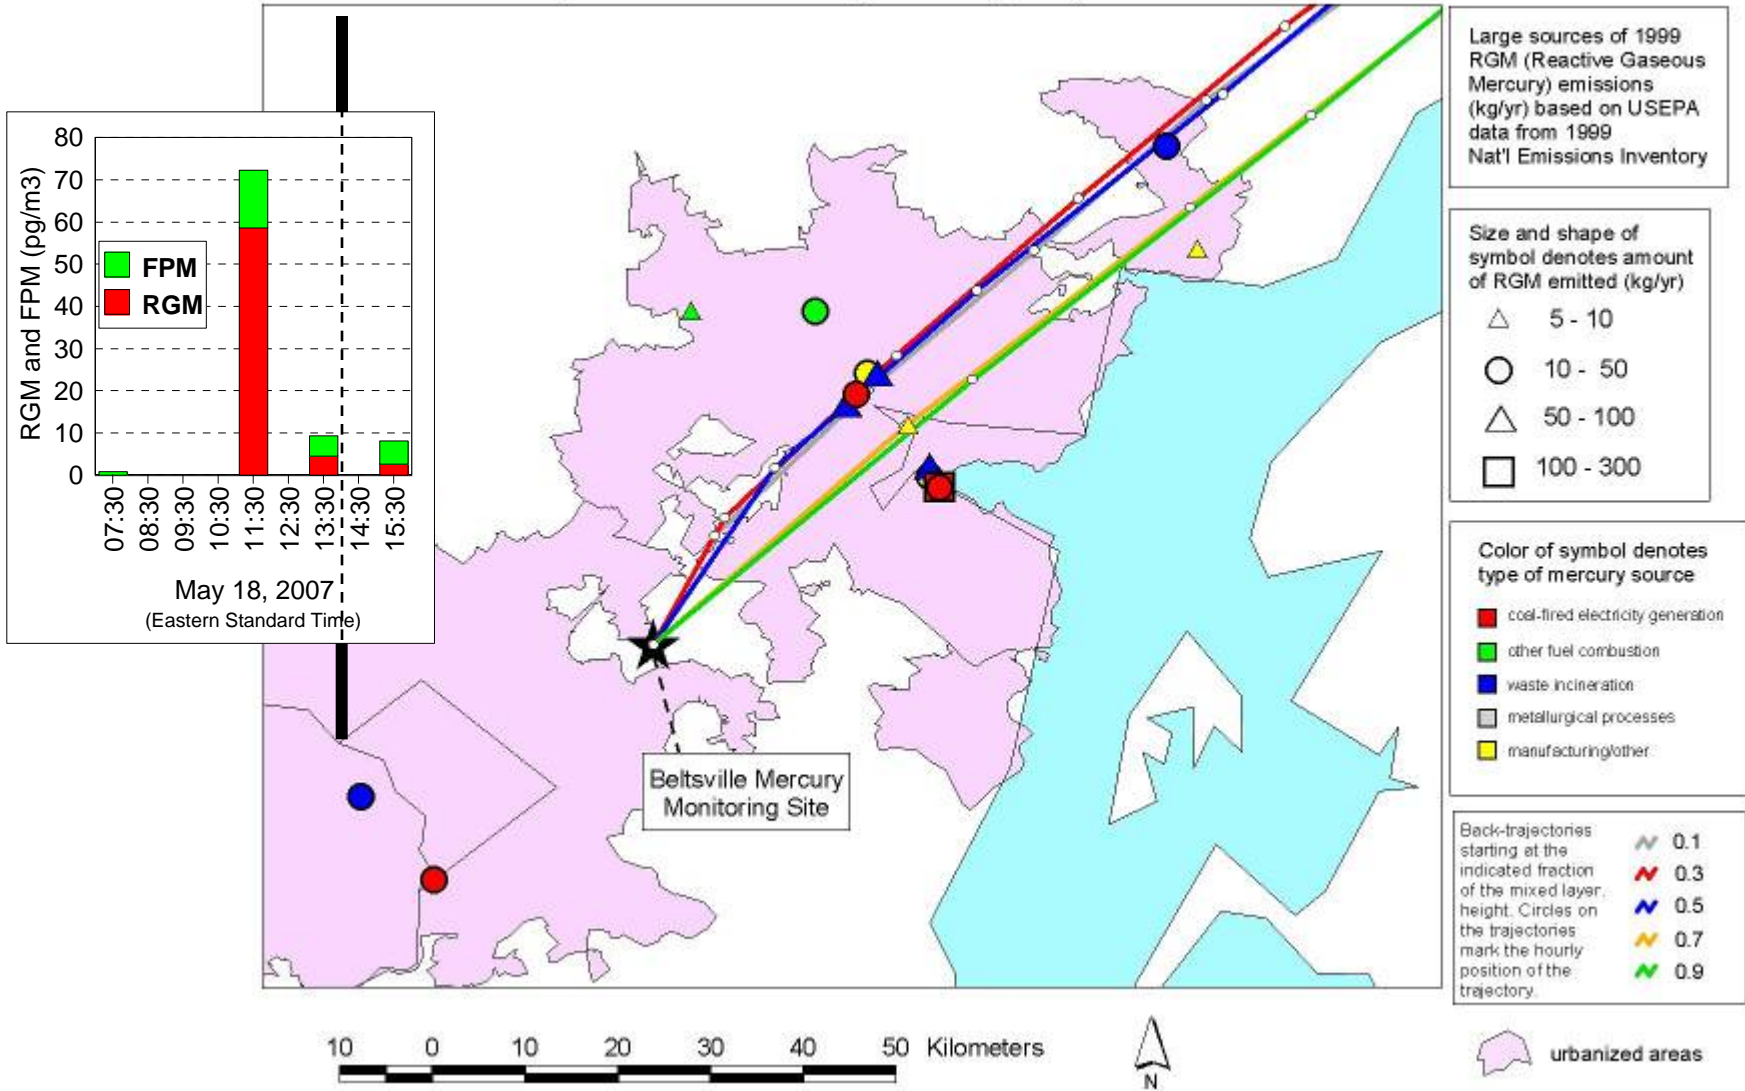 80
70
60
50
40
30
20
10
0
RGM and FPM (pg/m3)
FPM
RGM
07:30
08:30
09:30
10:30
11:30
12:30
13:30
14:30
15:30
May 18, 2007
(Eastern Standard Time)
Beltsville Mercury
Monitoring Site
Large sources of 1999
RGM (Reactive Gaseous
Mercury) emissions
(kg/yr) based on USEPA
data from 1999
Nat'l Emissions Inventory
Size and shape of
symbol denotes amount
of RGM emitted (kg/yr)
5 - 10
10 - 50
50 - 100
100 - 300
Color of symbol denotes
type of mercury source
coal-fired electricity generation
other fuel combustion
waste incineration
metallurgical processes
manufacturing/other
Back-trajectories
starting at the
indicated fraction
of the mixed layer.
height. Circles on
the trajectories
mark the hourly
position of the
trajectory.
0.1
0.3
0.5
0.7
0.9
urbanized areas
10 0 10 20 30 40 50 Kilometers
N